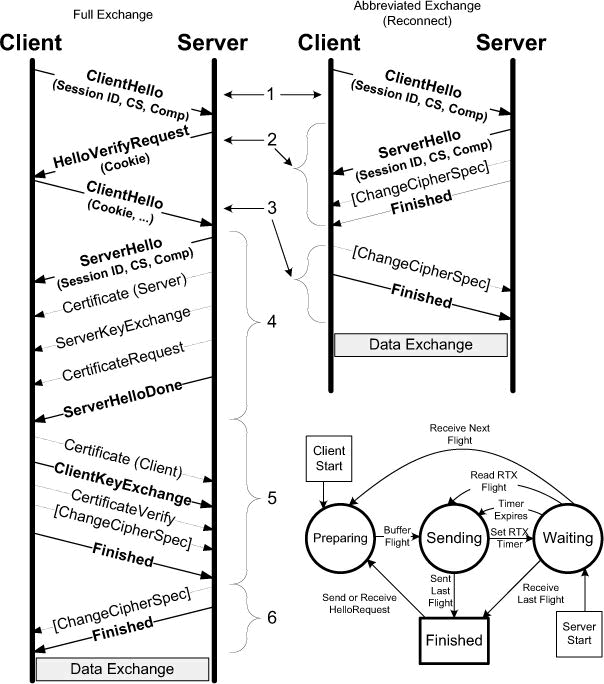 Full Exchange
Abbreviated Exchange
(Reconnect)
Client
Server
Client
Server
ClientHello
(Session ID, CS, Comp)
1
ClientHello
(Session ID, CS, Comp)
HelloVerifyRequest
(Cookie)
2
ServerHello
(Session ID, CS, Comp)
[ChangeCipherSpec]
Finished
ClientHello
(Cookie, ...)
3
[ChangeCipherSpec]
Finished
Data Exchange
ServerHello
(Session ID, CS, Comp)
Certificate (Server)
ServerKeyExchange
CertificateRequest
ServerHelloDone
4
Certificate (Client)
ClientKeyExchange
CertificateVerify
[ChangeCipherSpec]
Finished
5
[ChangeCipherSpec]
Finished
6
Data Exchange
Receive Next
Flight
Client
Start
Read RTX
Flight
Timer
Expires
Preparing
Buffer
Flight
Sending
Set RTX
Timer
Waiting
Send or Receive
HelloRequest
Sent
Last
Flight
Receive
Last Flight
Finished
Server
Start